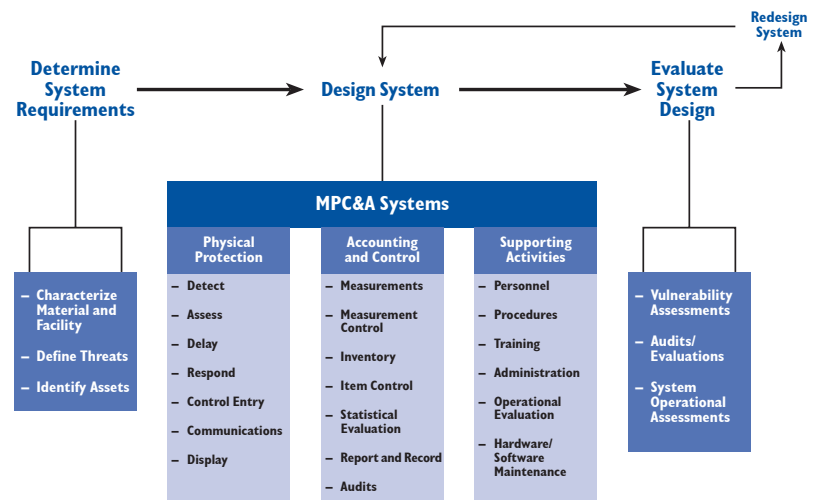 Redesign
System
Determine
System
Requirements
Design System
Evaluate
System
Design
MPC&A Systems
Physical
Protection
Accounting
and Control
Supporting
Activities
– Characterize
Material and
Facility
– Define Threats
– Identify Assets
– Detect
– Assess
– Delay
– Respond
– Control Entry
– Communications
– Display
– Measurements
– Measurement
Control
– Inventory
– Item Control
– Statistical
Evaluation
– Report and Record
– Audits
– Personnel
– Procedures
– Training
– Administration
– Operational
Evaluation
– Hardware/
Software
Maintenance
– Vulnerability
Assessments
– Audits/
Evaluations
– System
Operational
Assessments